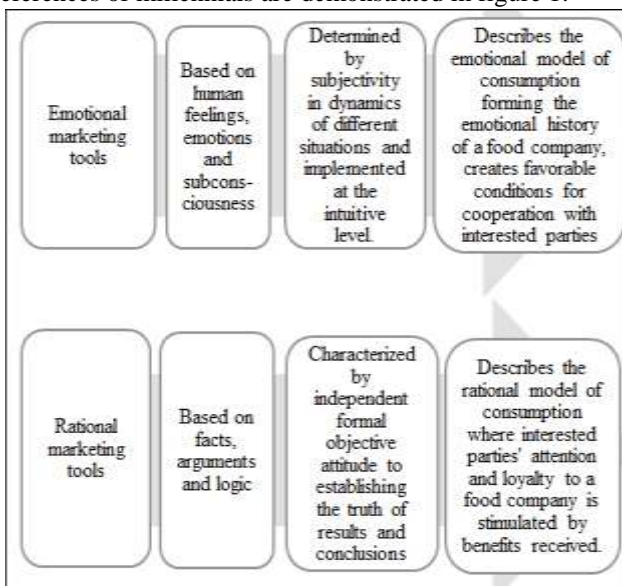 references of millennials are demonstrated in figure 1.
Emotional
marketing
tools
Based on
human
feelings,
emotions
and
subcons-
ciousness
Determined
by
subjectivity
in dynamics
of different
situations and
implemented
at the
intuitive
level.
Describes the
emotional model of
consumption
forming the
emotional history
of a food company,
creates favorable
conditions for
cooperation with
interested parties
Rational
marketing
tools
Based on
facts,
arguments
and logic
Characterized
by
independent
formal
objective
attitude to
establishing
the truth of
results and
conclusions
Describes the
rational model of
consumption
where interested
parties' attention
and loyalty to a
food company is
stimulated by
benefits received.